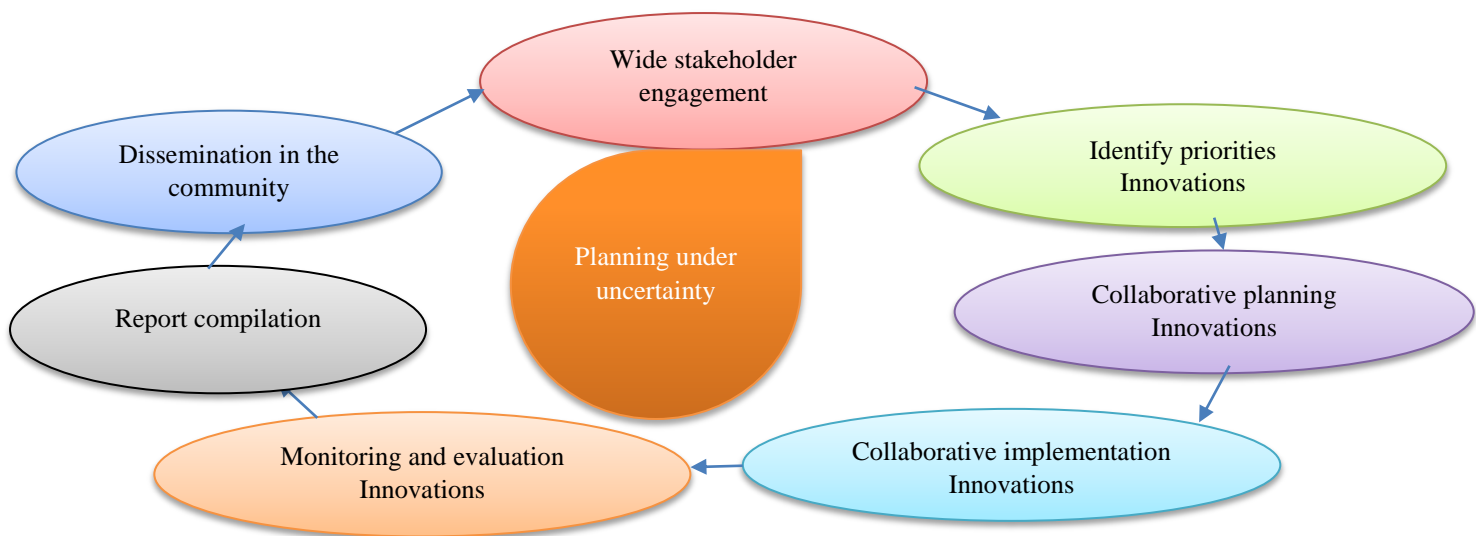 Wide stakeholder
engagement
Identify priorities
Innovations
Collaborative planning
Innovations
Collaborative implementation
Innovations
Monitoring and evaluation
Innovations
Report compilation
Dissemination in the
community
Planning under
uncertainty